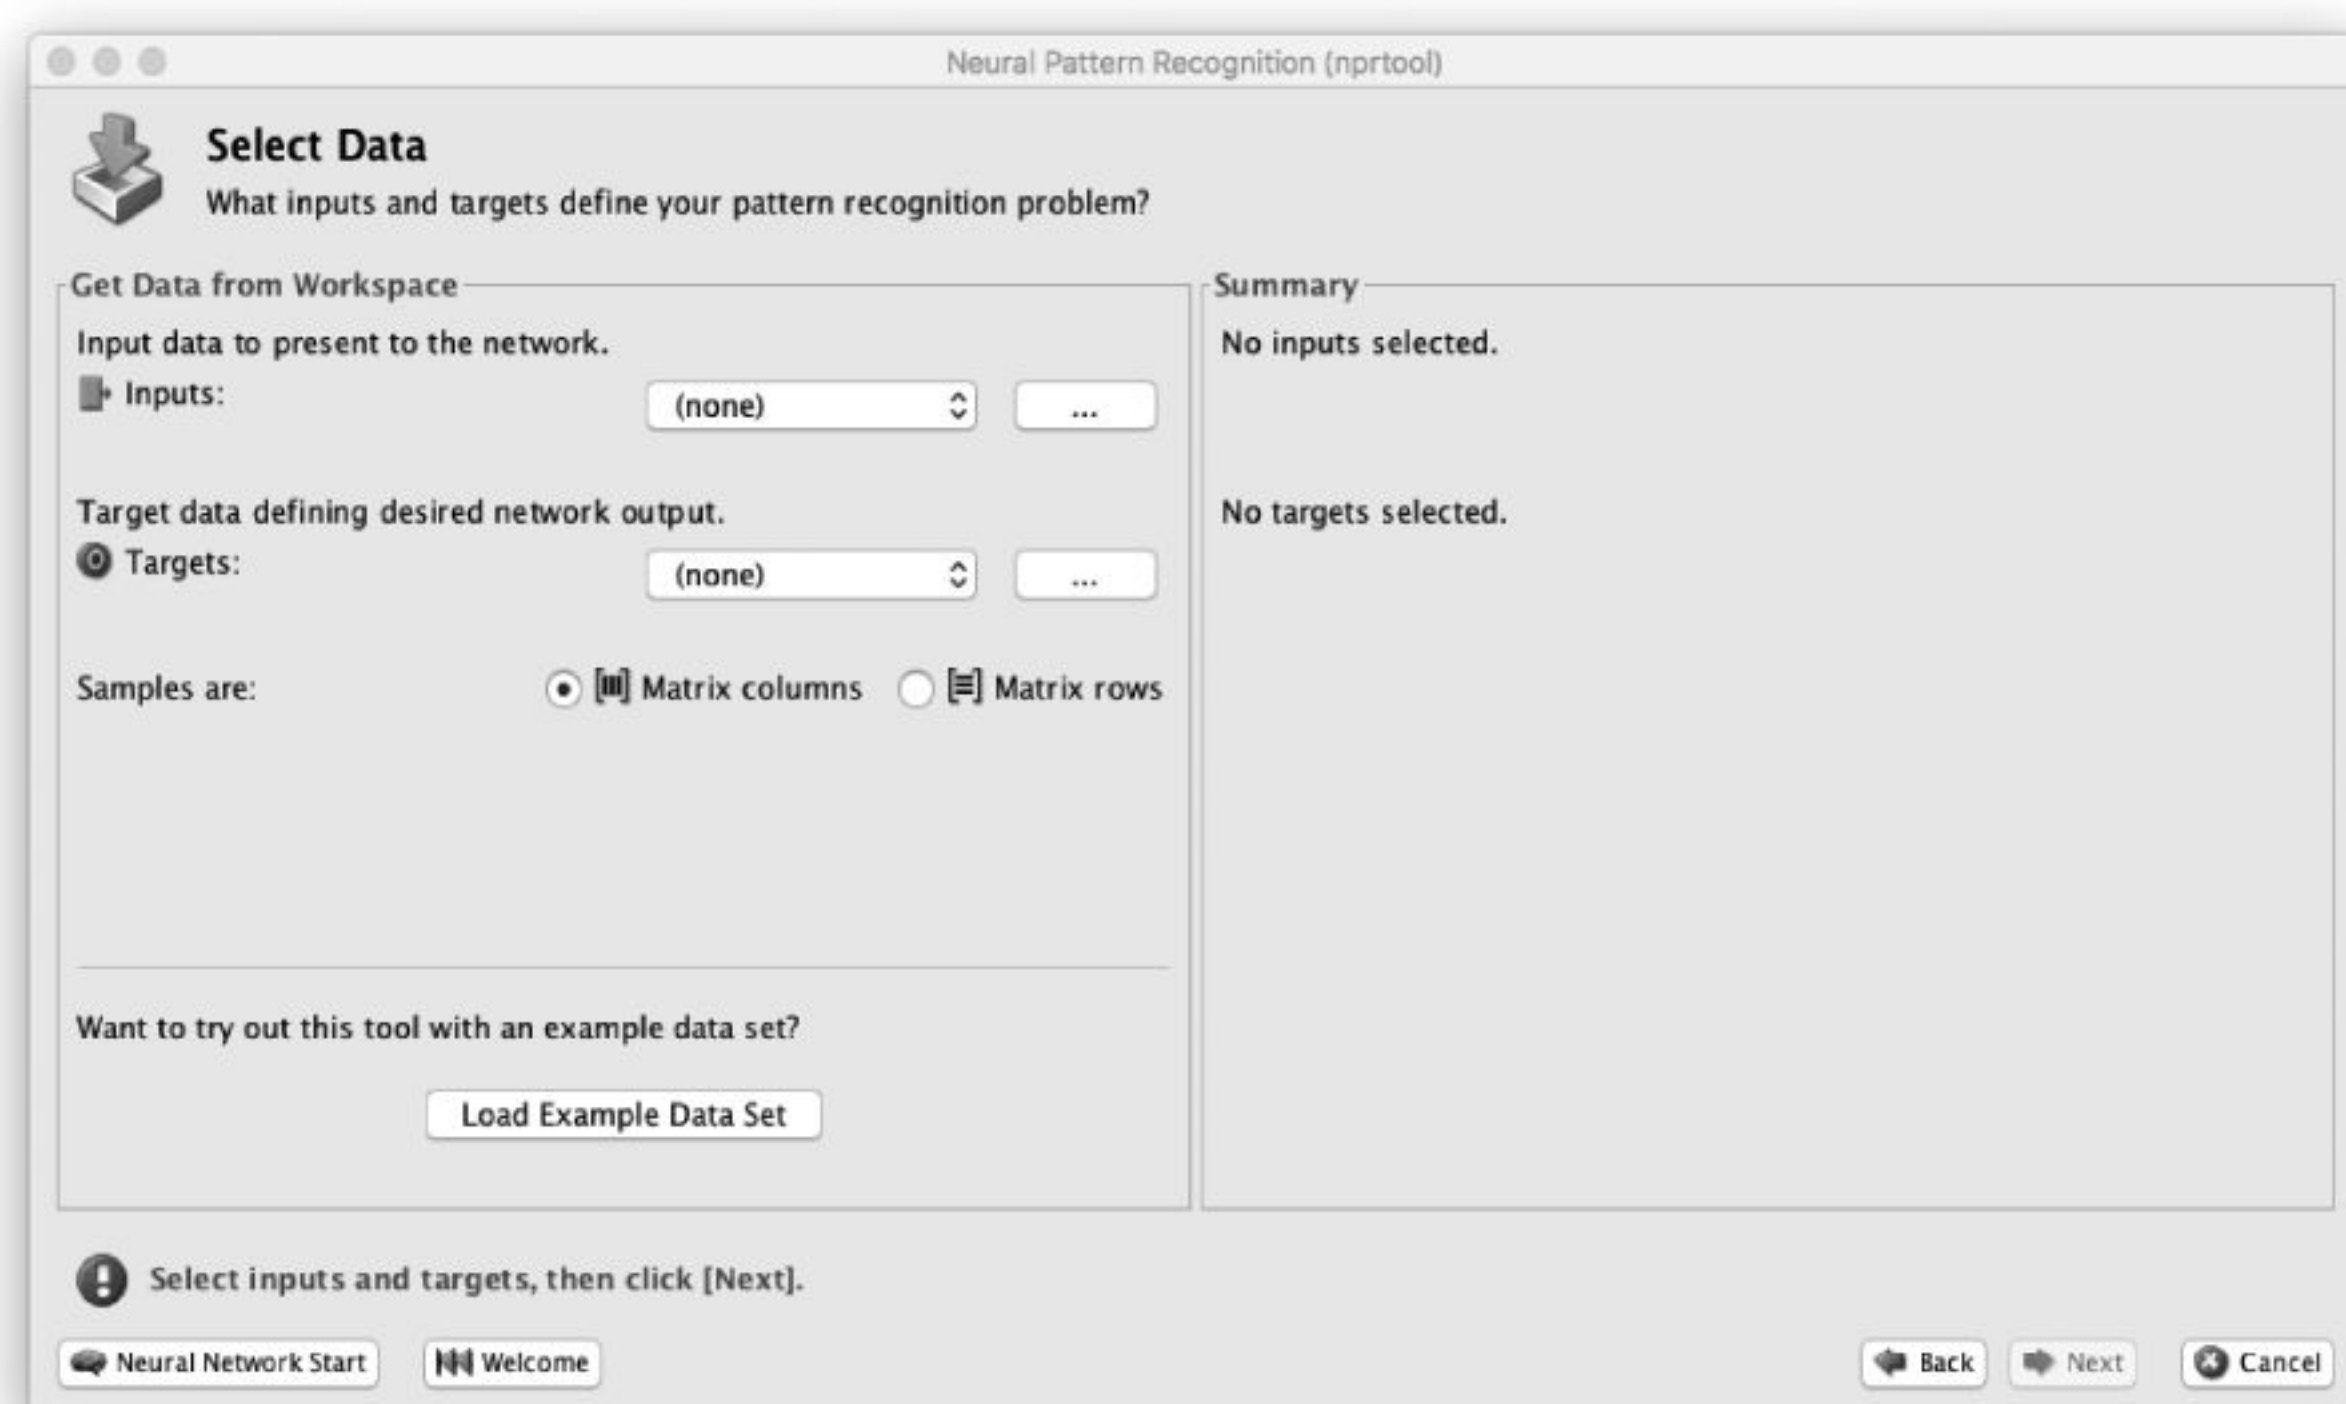 Neural Pattern Recognition (nprtool)
Select Data
What inputs and targets define your pattern recognition problem?
Get Data from Workspace
Input data to present to the network.
Inputs:
(none)
...
Target data defining desired network output.
Targets:
(none)
...
Samples are:
Matrix columns
Matrix rows
Want to try out this tool with an example data set?
Load Example Data Set
Summary
No inputs selected.
No targets selected.
Select inputs and targets, then click [Next].
Neural Network Start
Welcome
Back
Next
Cancel